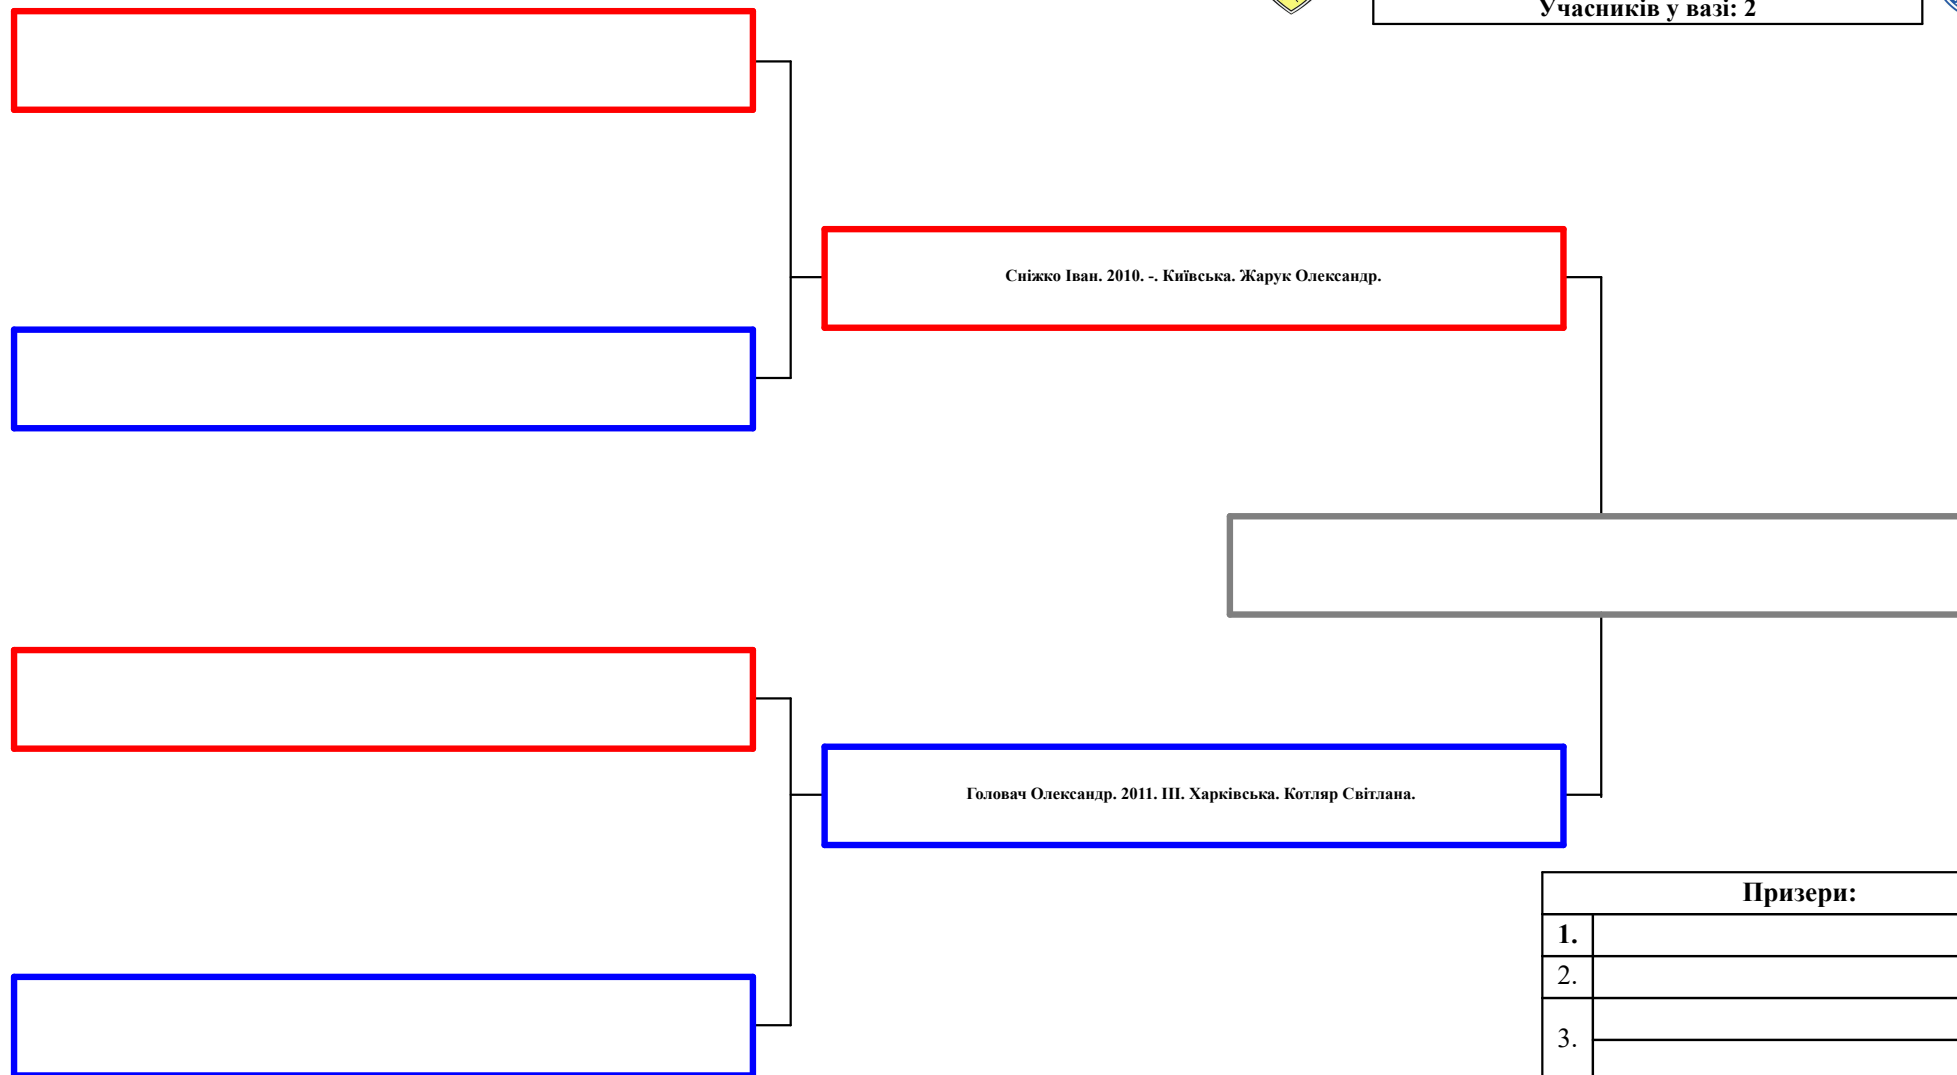 Учасників у вазі: 2
Сніжко Іван. 2010. -. Київська. Жарук Олександр.
Головач Олександр. 2011. III. Харківська. Котляр Світлана.
Призери:
1.
2.
3.